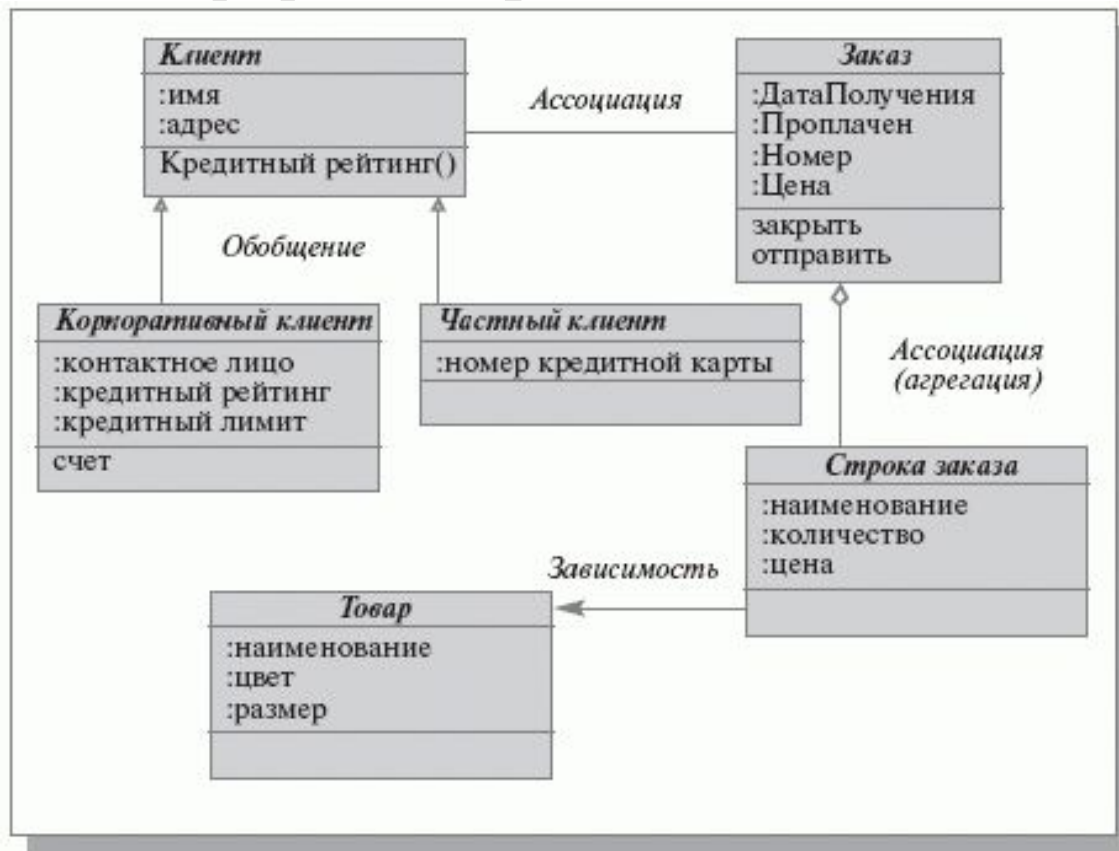 Клиент
:имя
:адрес
Кредитный рейтинг()
Ассоциация
Заказ
:ДатаПолучения
:Проплачен
:Номер
:Цена
закрыть
отправить
Обобщение
Корпоративный клиент
:контактное лицо
:кредитный рейтинг
:кредитный лимит
счет
Частный клиент
:номер кредитной карты
Ассоциация
(агрегация)
Строка заказа
:наименование
:количество
:цена
Зависимость
Товар
:наименование
:цвет
:размер